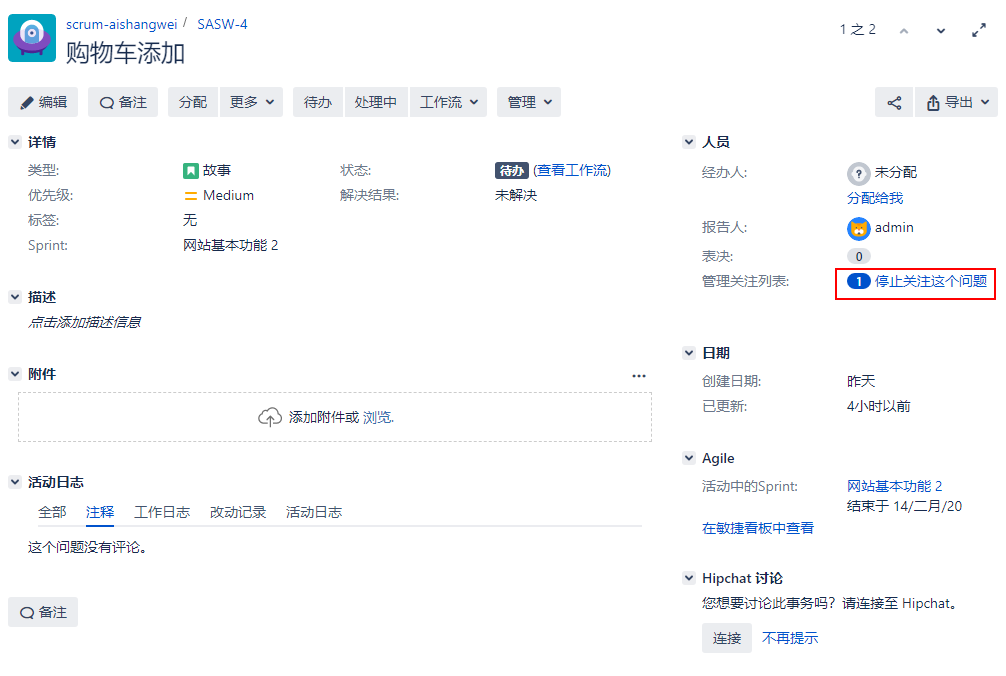 scrum-aishangwei / SASW-4
购物车添加
1 之 2
编辑 备注 分配 更多 待办 处理中 工作流 管理 导出
详情
类型: 故事 状态: 待办 (查看工作流)
优先级: Medium 解决结果: 未解决
标签: 无
Sprint: 网站基本功能 2
描述
点击添加描述信息
附件
添加附件或 浏览.
活动日志
全部 注释 工作日志 改动记录 活动日志
这个问题没有评论。
备注
人员
经办人: ? 未分配
分配给我
报告人: admin
表决: 0
管理关注列表: 1 停止关注这个问题
日期
创建日期: 昨天
已更新: 4小时以前
Agile
活动中的Sprint: 网站基本功能 2
结束于 14/二月/20
在敏捷看板中查看
Hipchat 讨论
您想要讨论此事务吗？请连接至 Hipchat。
连接 不再提示